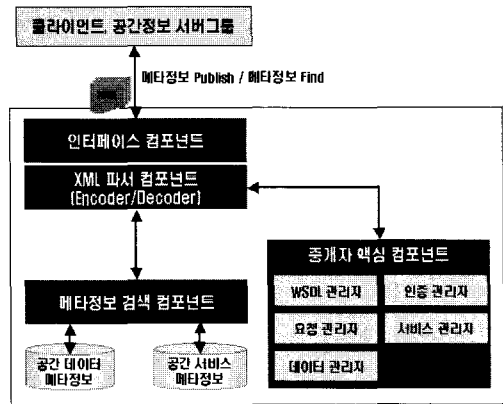 클라이언트, 공간정보 서버그룹
메타정보 Publish / 메타정보 Find
인터페이스 컴포넌트
XML 파서 컴포넌트
(Encoder/Decoder)
중개자 핵심 컴포넌트
WSDL 관리자
인증 관리자
요청 관리자
서비스 관리자
데이터 관리자
메타정보 검색 컴포넌트
공간 데이터
메타정보
공간 서비스
메타정보